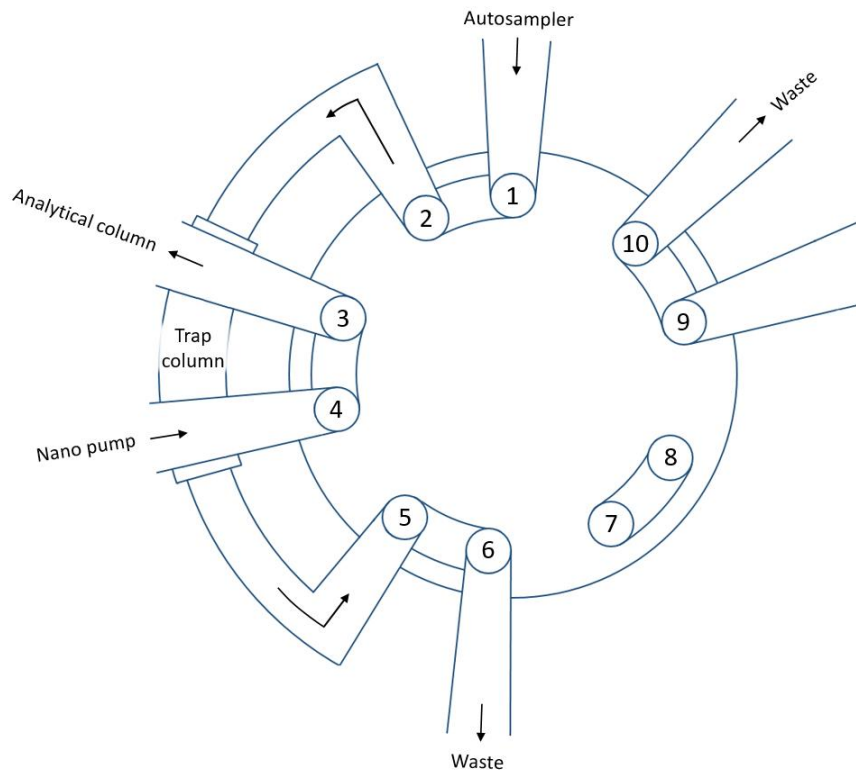 Autosampler
Waste
1
2
10
Analytical column
3
9
Trap
column
4
Nano pump
8
5
7
6
Waste